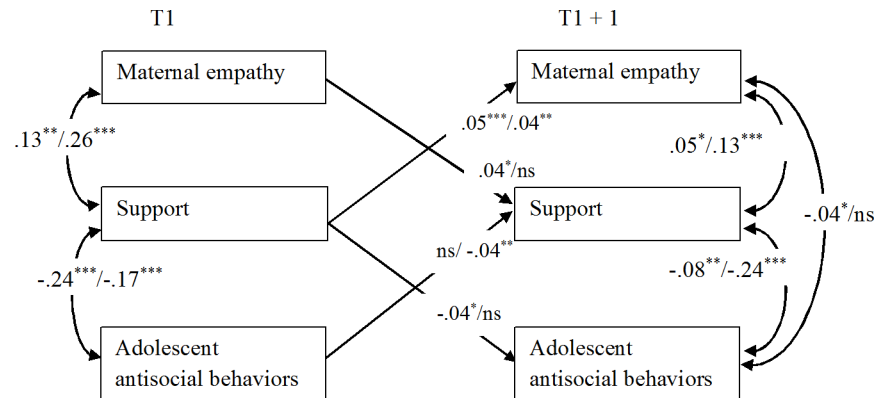 T1 T1 + 1
Maternal empathy Maternal empathy
.13**/.26***
.05***/.04**
.05*/.13***
.04*/ns
Support Support
-.04*/ns
ns/ -.04**
-.24***/-.17***
-.08**/-.24***
-.04*/ns
Adolescent
antisocial behaviors
Adolescent
antisocial behaviors